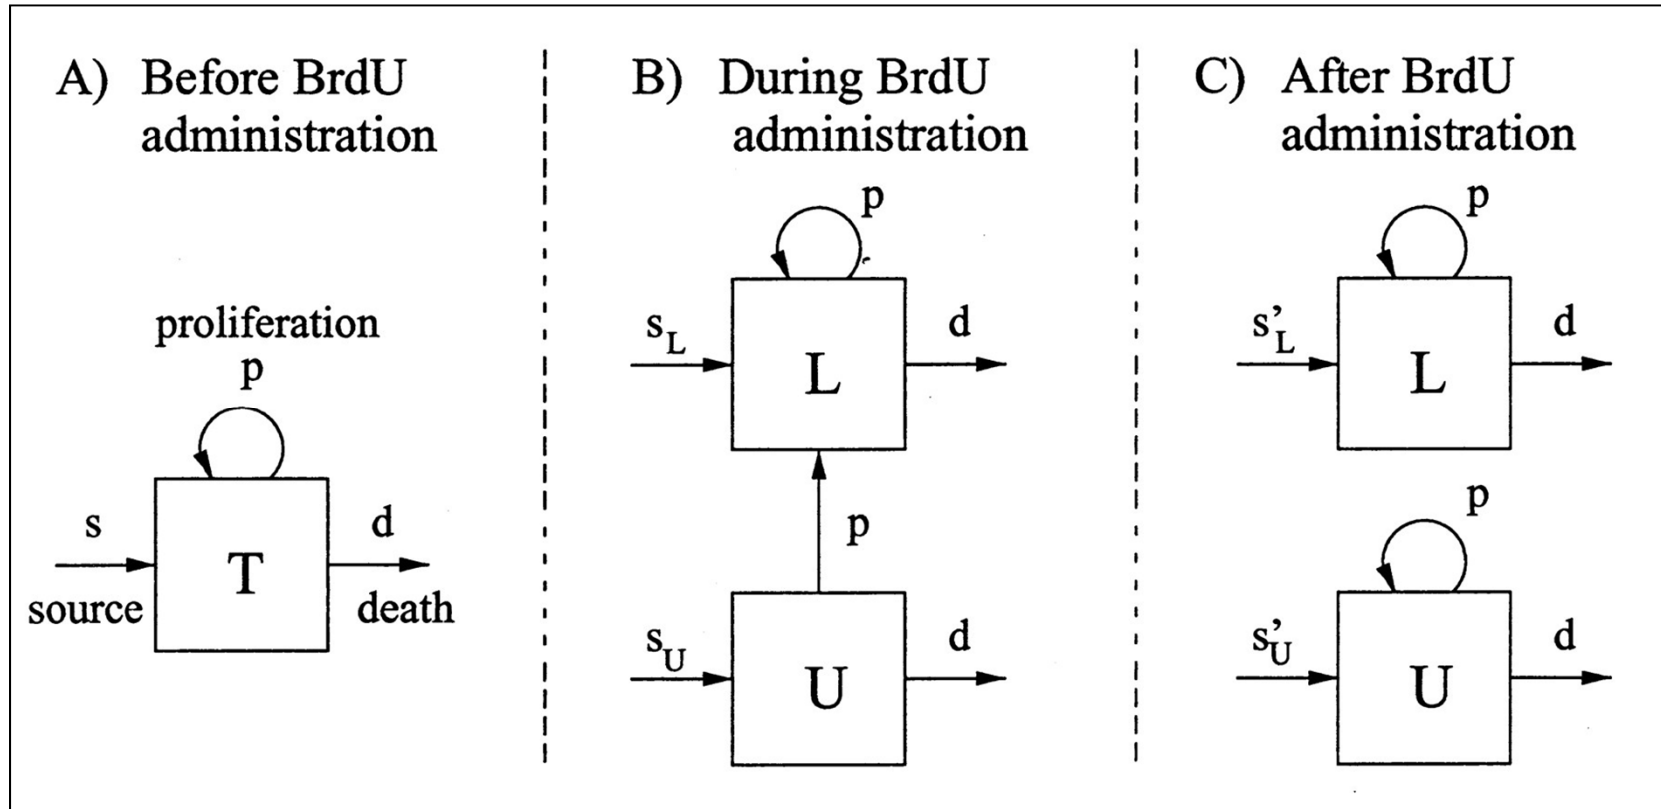 A) Before BrdU
administration
proliferation
p
s
d
T
source
death
B) During BrdU
administration
p
s_L
d
L
p
s_U
d
U
C) After BrdU
administration
p
s'_L
d
L
p
s'_U
d
U